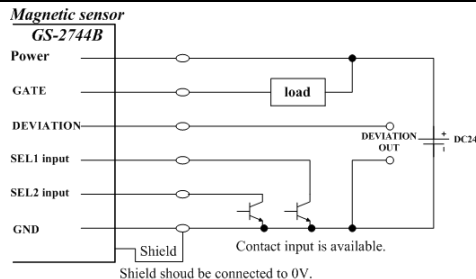 Magnetic sensor
GS-2744B
Power
GATE
load
DEVIATION
DEVIATION
OUT
+ DC24
SEL1 input
SEL2 input
GND
Shield
Contact input is available.
Shield shoud be connected to 0V.